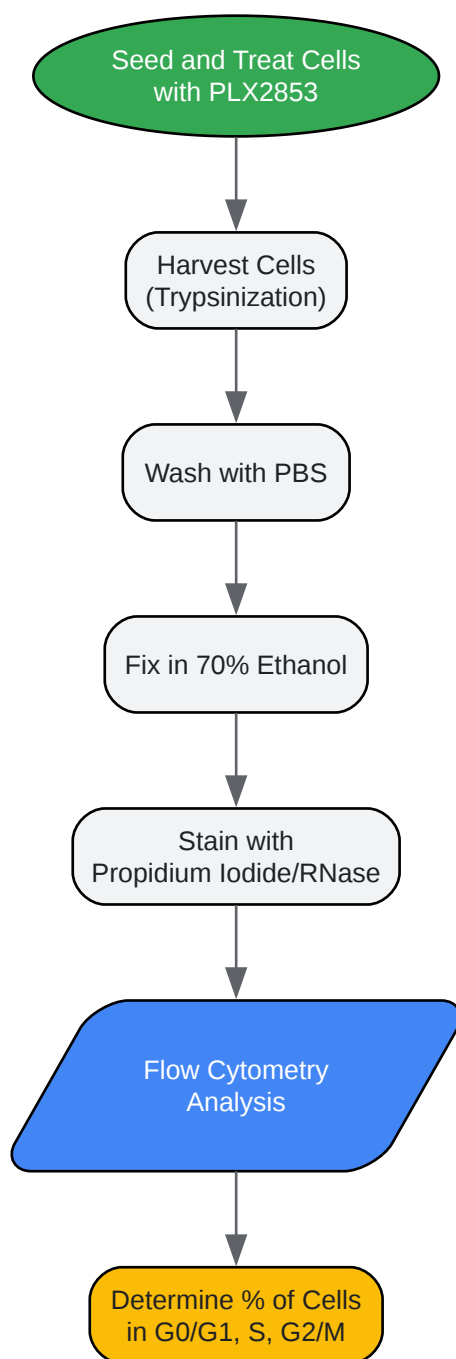 Seed and Treat Cells
with PLX2853
Harvest Cells
(Trypsinization)
Wash with PBS
Fix in 70% Ethanol
Stain with
Propidium Iodide/RNase
Flow Cytometry
Analysis
Determine % of Cells
in G0/G1, S, G2/M